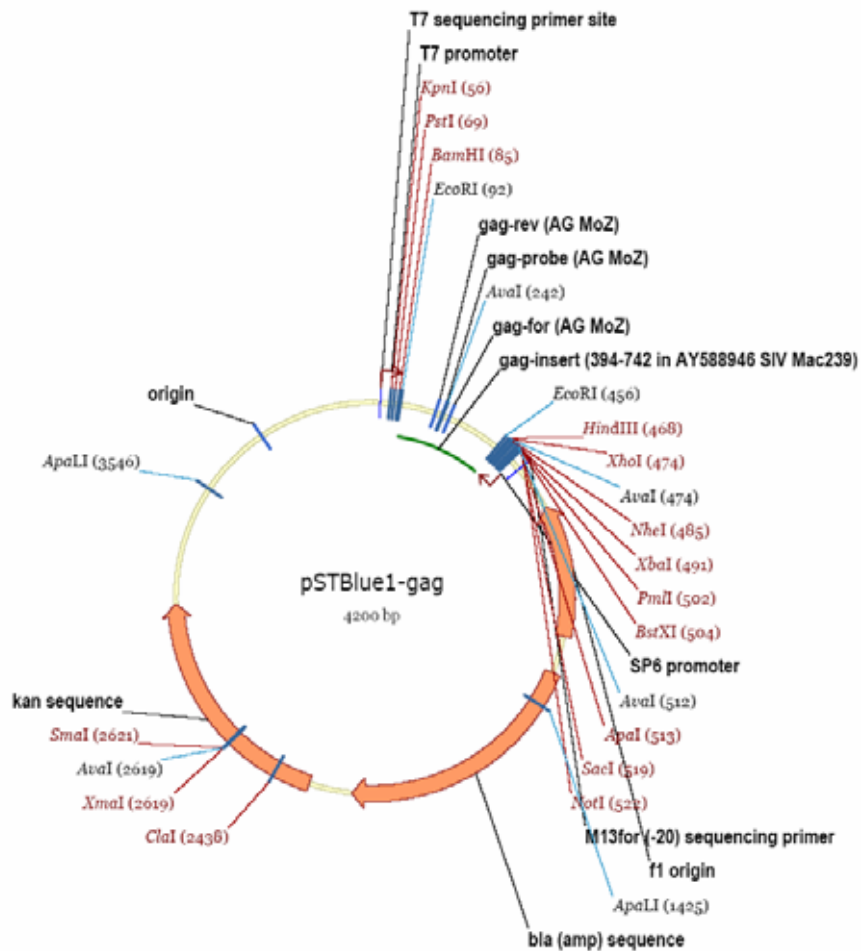 T7 sequencing primer site
T7 promoter
KpnI (56)
PstI (69)
BamHI (85)
EcoRI (92)
gag-rev (AG MoZ)
gag-probe (AG MoZ)
AvaI (242)
gag-for (AG MoZ)
gag-insert (394-742 in AY588946 SIV Mac239)
origin
EcoRI (456)
HindIII (468)
ApaLI (3546)
XhoI (474)
AvaI (474)
NheI (485)
XbaI (491)
pSTBlue1-gag
PmlI (502)
4200 bp
BstXI (504)
SP6 promoter
kan sequence
AvaI (512)
SmaI (2621)
ApaI (513)
AvaI (2619)
SacI (519)
XmaI (2619)
NotI (522)
ClaI (2438)
M13for (-20) sequencing primer
f1 origin
ApaLI (1425)
bla (amp) sequence